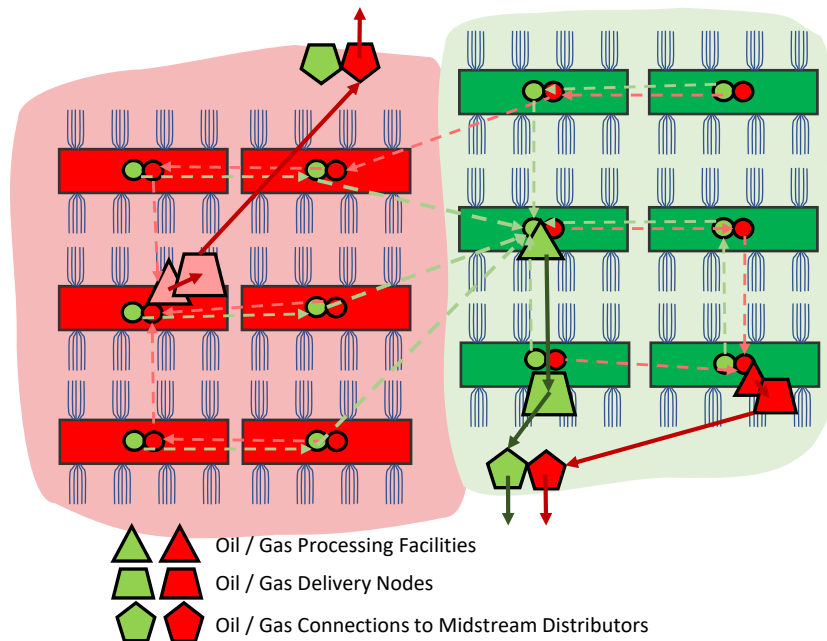 Oil / Gas Processing Facilities
Oil / Gas Delivery Nodes
Oil / Gas Connections to Midstream Distributors